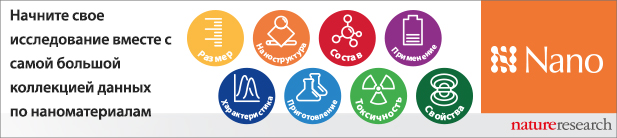 Начните свое
исследование вместе с
самой большой
коллекцией данных
по наноматериалам
Размер
Наноструктура
Состав
Применение
Характеристика
Приготовление
Токсичность
Свойства
Nano
natureresearch